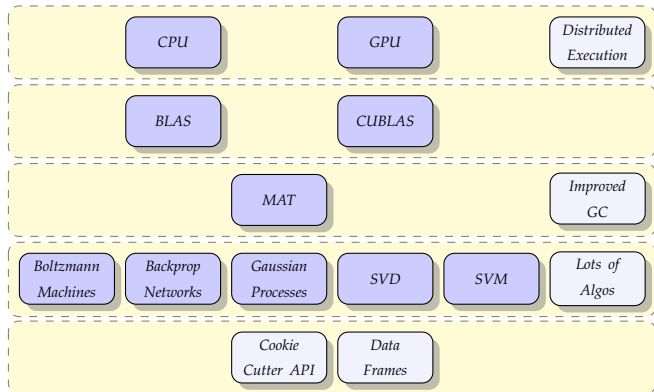 CPU
GPU
Distributed
Execution
BLAS
CUBLAS
MAT
Improved
GC
Boltzmann
Machines
Backprop
Networks
Gaussian
Processes
SVD
SVM
Lots of
Algos
Cookie
Cutter API
Data
Frames